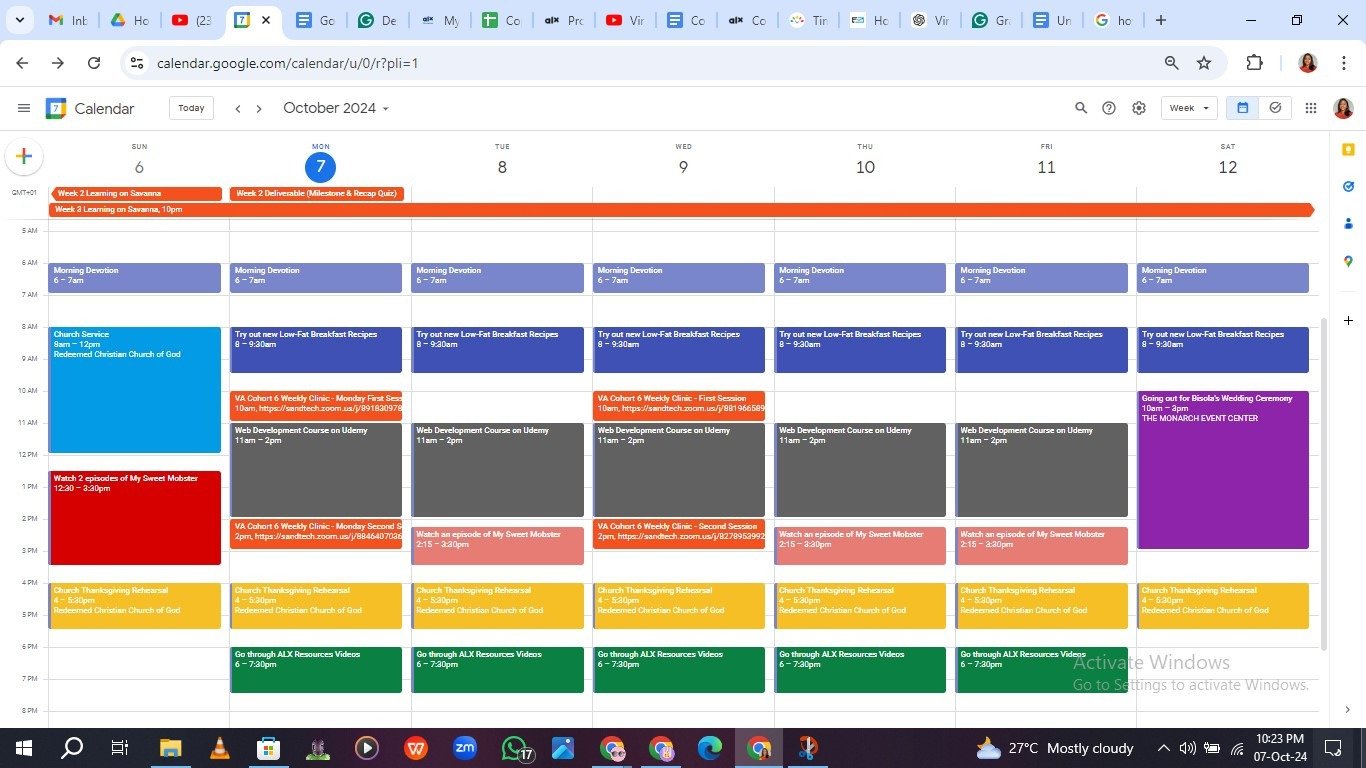 Inb
Ho
(23
Go
De
alx My
Co
alx Pro
Vir
Co
alx Co
Tin
Ho
Vir
Gr
Un
ho
calendar.google.com/calendar/u/0/r?pli=1
7 Calendar Today October 2024 Week
SUN MON TUE WED THU FRI SAT
6 7 8 9 10 11 12
GMT+01
Week 2 Learning on Savanna
Week 2 Deliverable (Milestone & Recap Quiz)
Week 3 Learning on Savanna, 10pm
5 AM
6 AM
7 AM
8 AM
9 AM
10 AM
11 AM
12 PM
1 PM
2 PM
3 PM
4 PM
5 PM
6 PM
7 PM
8 PM
Morning Devotion
6 – 7am
Church Service
8am – 12pm
Redeemed Christian Church of God
Watch 2 episodes of My Sweet Mobster
12:30 – 3:30pm
Church Thanksgiving Rehearsal
4 – 5:30pm
Redeemed Christian Church of God
Morning Devotion
6 – 7am
Try out new Low-Fat Breakfast Recipes
8 – 9:30am
VA Cohort 6 Weekly Clinic - Monday First Sess
10am, https://sandtech.zoom.us/j/891830978
Web Development Course on Udemy
11am – 2pm
VA Cohort 6 Weekly Clinic - Monday Second S
2pm, https://sandtech.zoom.us/j/8846407036
Church Thanksgiving Rehearsal
4 – 5:30pm
Redeemed Christian Church of God
Go through ALX Resources Videos
6 – 7:30pm
Morning Devotion
6 – 7am
Try out new Low-Fat Breakfast Recipes
8 – 9:30am
Web Development Course on Udemy
11am – 2pm
Watch an episode of My Sweet Mobster
2:15 – 3:30pm
Church Thanksgiving Rehearsal
4 – 5:30pm
Redeemed Christian Church of God
Go through ALX Resources Videos
6 – 7:30pm
Morning Devotion
6 – 7am
Try out new Low-Fat Breakfast Recipes
8 – 9:30am
VA Cohort 6 Weekly Clinic - First Session
10am, https://sandtech.zoom.us/j/881966589
Web Development Course on Udemy
11am – 2pm
VA Cohort 6 Weekly Clinic - Second Session
2pm, https://sandtech.zoom.us/j/8278953992
Church Thanksgiving Rehearsal
4 – 5:30pm
Redeemed Christian Church of God
Go through ALX Resources Videos
6 – 7:30pm
Morning Devotion
6 – 7am
Try out new Low-Fat Breakfast Recipes
8 – 9:30am
Web Development Course on Udemy
11am – 2pm
Watch an episode of My Sweet Mobster
2:15 – 3:30pm
Church Thanksgiving Rehearsal
4 – 5:30pm
Redeemed Christian Church of God
Go through ALX Resources Videos
6 – 7:30pm
Morning Devotion
6 – 7am
Try out new Low-Fat Breakfast Recipes
8 – 9:30am
Web Development Course on Udemy
11am – 2pm
Watch an episode of My Sweet Mobster
2:15 – 3:30pm
Church Thanksgiving Rehearsal
4 – 5:30pm
Redeemed Christian Church of God
Go through ALX Resources Videos
6 – 7:30pm
Morning Devotion
6 – 7am
Try out new Low-Fat Breakfast Recipes
8 – 9:30am
Going out for Bisola's Wedding Ceremony
10am – 3pm
THE MONARCH EVENT CENTER
Church Thanksgiving Rehearsal
4 – 5:30pm
Redeemed Christian Church of God
Activate Windows
Go to Settings to activate Windows.
zm
17
27°C Mostly cloudy
10:23 PM
07-Oct-24